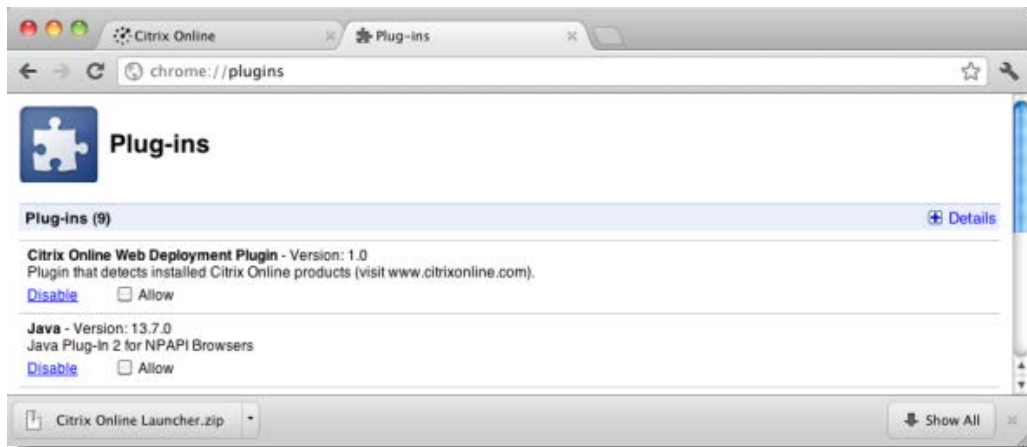 Citrix Online
Plug-ins
chrome://plugins
Plug-ins
Plug-ins (9)
Details
Citrix Online Web Deployment Plugin - Version: 1.0
Plugin that detects installed Citrix Online products (visit www.citrixonline.com).
Disable
Allow
Java - Version: 13.7.0
Java Plug-In 2 for NPAPI Browsers
Disable
Allow
Citrix Online Launcher.zip
Show All